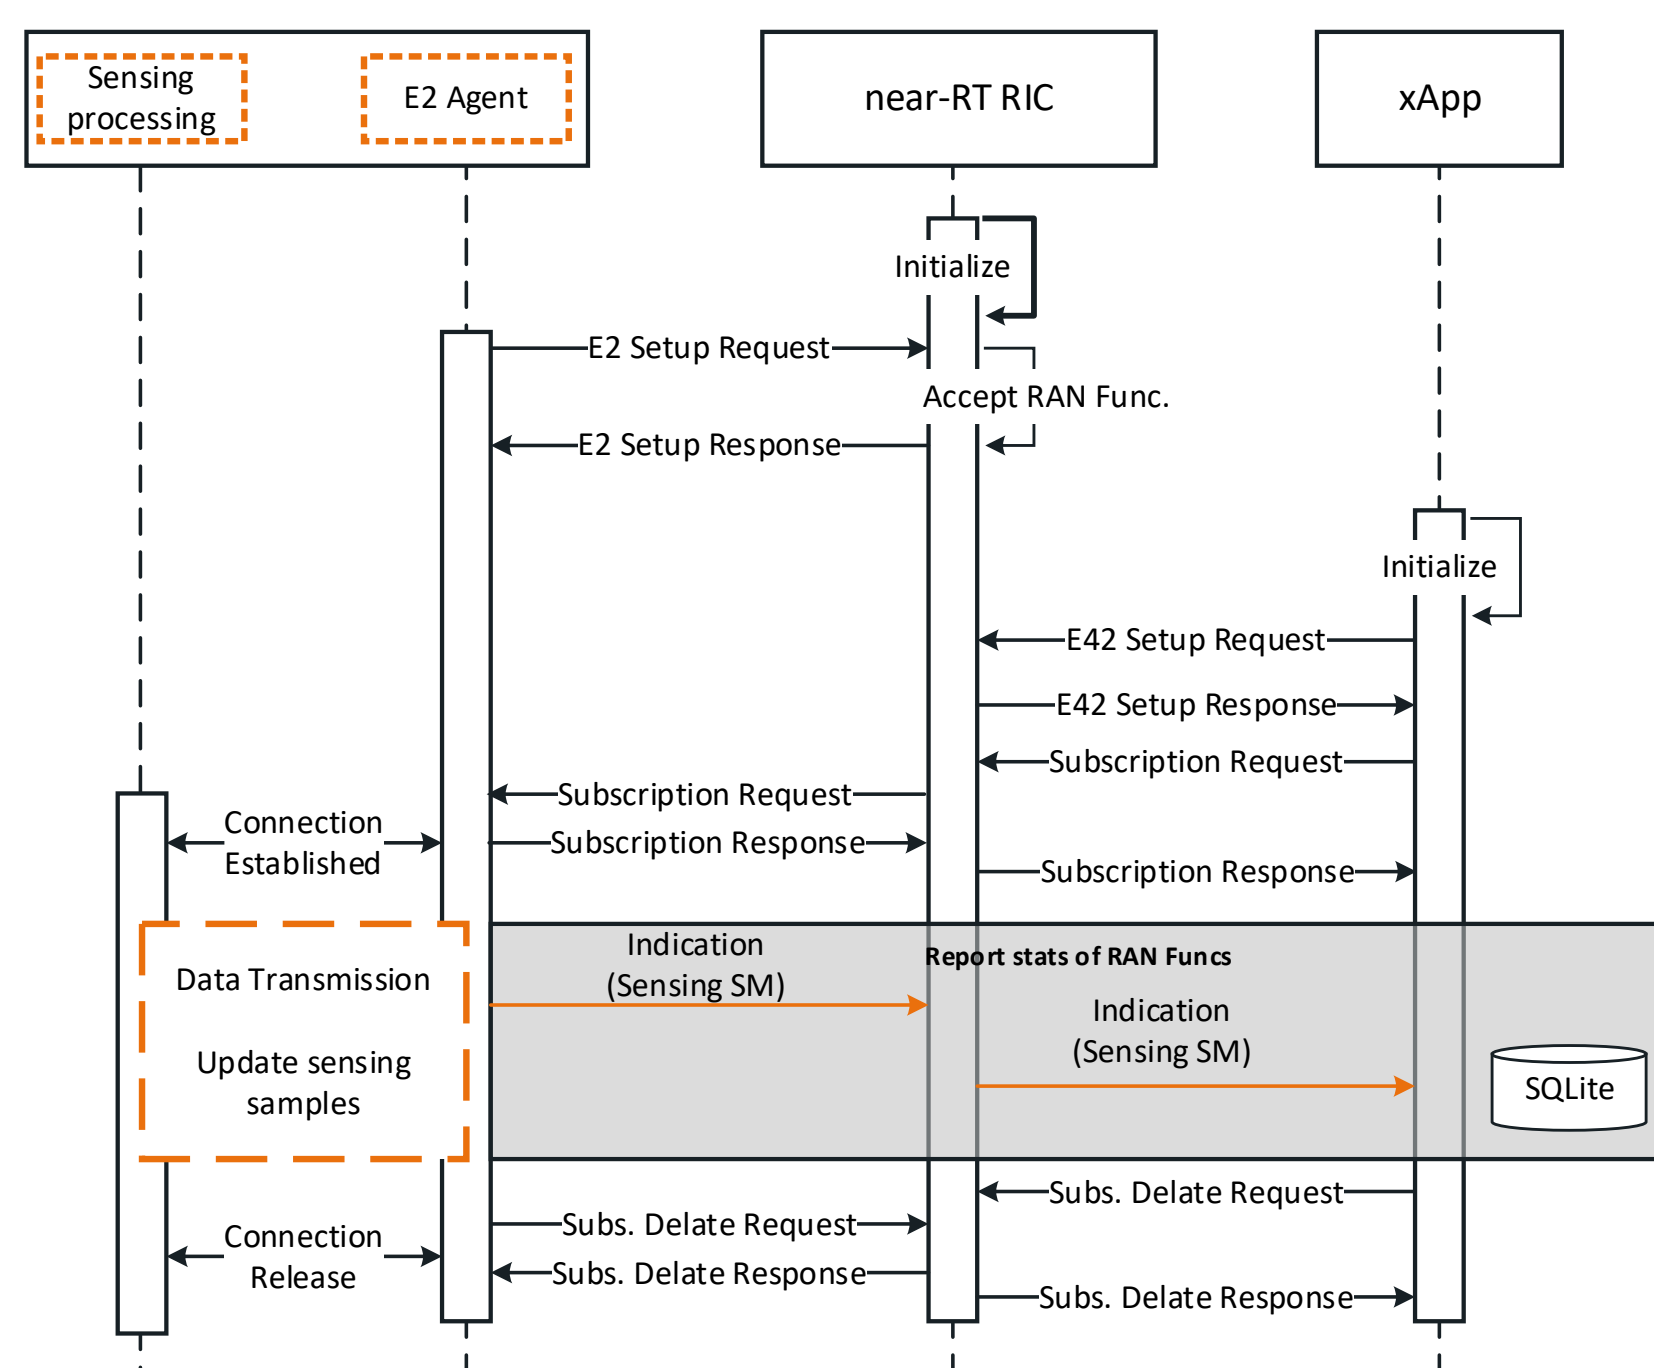 Sensing
processing
E2 Agent
near-RT RIC
xApp
Initialize
E2 Setup Request
Accept RAN Func.
E2 Setup Response
Initialize
E42 Setup Request
E42 Setup Response
Subscription Request
Subscription Request
Connection
Established
Subscription Response
Subscription Response
Indication
(Sensing SM)
Report stats of RAN Funcs
Data Transmission
Indication
(Sensing SM)
Update sensing
samples
SQLite
Subs. Delate Request
Subs. Delate Request
Connection
Release
Subs. Delate Response
Subs. Delate Response